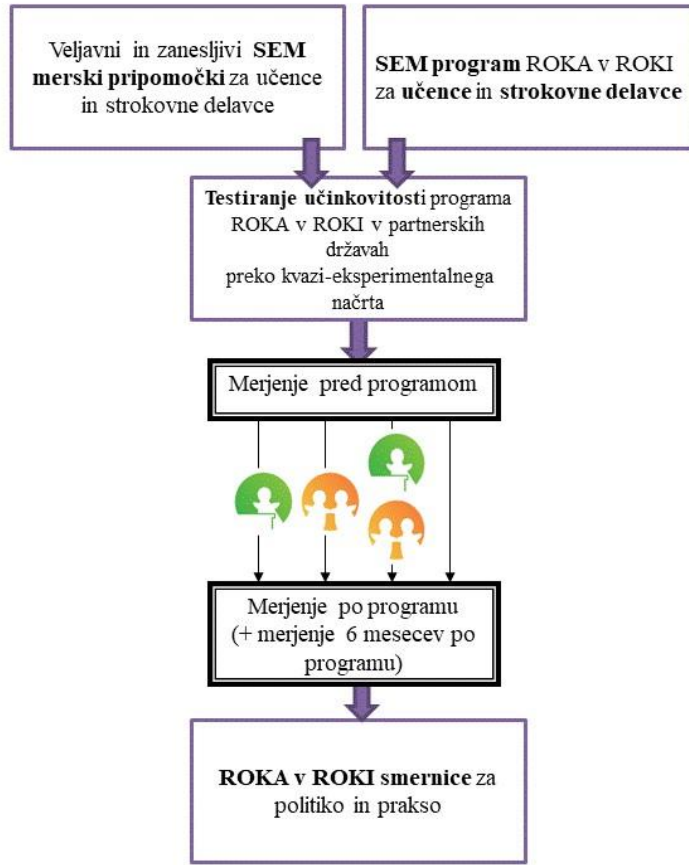 Veljavni in zanesljivi SEM
merski pripomočki za učence
in strokovne delavce
SEM program ROKA v ROKI
za učence in strokovne delavce
Testiranje učinkovitosti programa
ROKA v ROKI v partnerskih
državah
preko kvazi-eksperimentalnega
načrta
Merjenje pred programom
Merjenje po programu
(+ merjenje 6 mesecev po
programu)
ROKA v ROKI smernice za
politiko in prakso